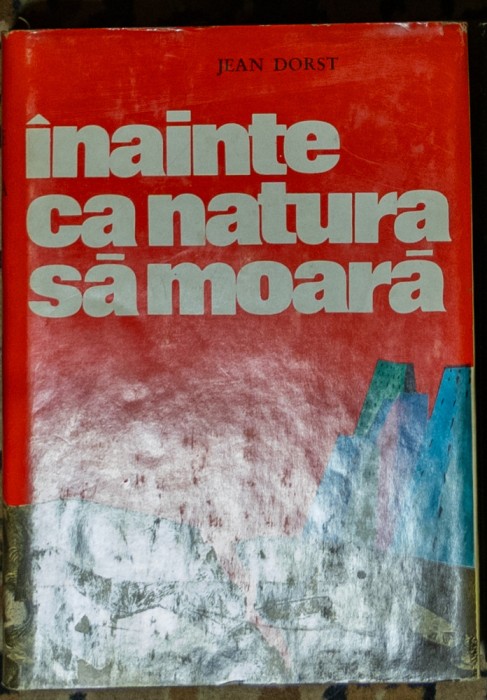 JEAN DORST
înainte
ca natura
să moară